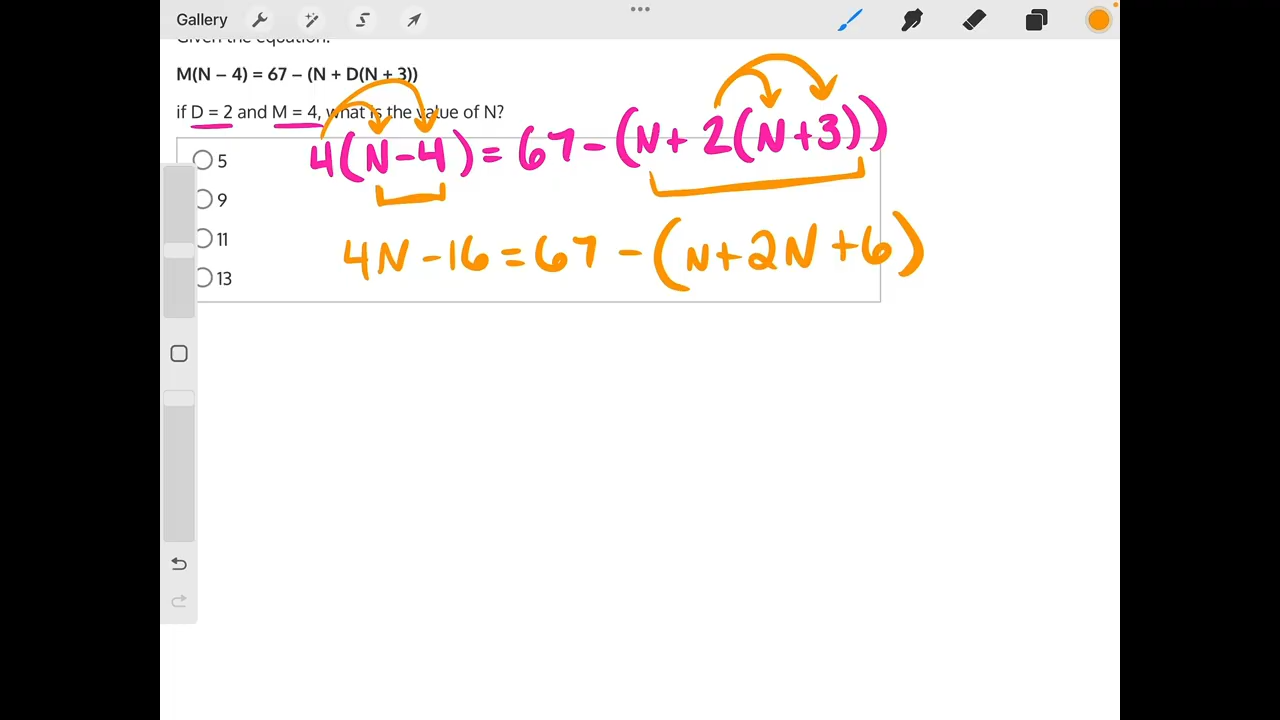 Gallery
Given the equation:
M(N – 4) = 67 – (N + D(N + 3))
if D = 2 and M = 4, what is the value of N?
4(N-4) = 67-(N+2(N+3))
5
9
11
13
4N-16=67-(N+2N+6)